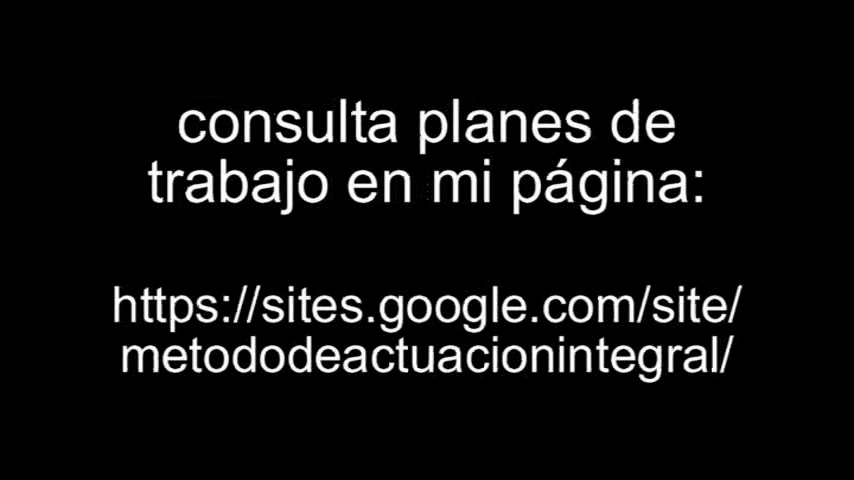 consulta planes de
trabajo en mi página:
https://sites.google.com/site/
metododeactuacionintegral/